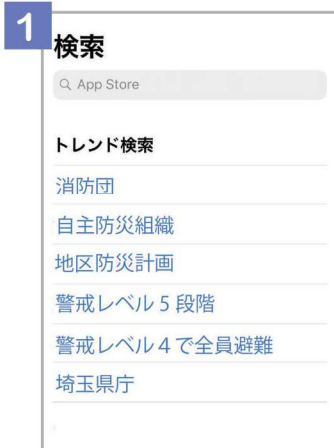 1
検索
App Store
トレンド検索
消防団
自主防災組織
地区防災計画
警戒レベル５段階
警戒レベル４で全員避難
埼玉県庁